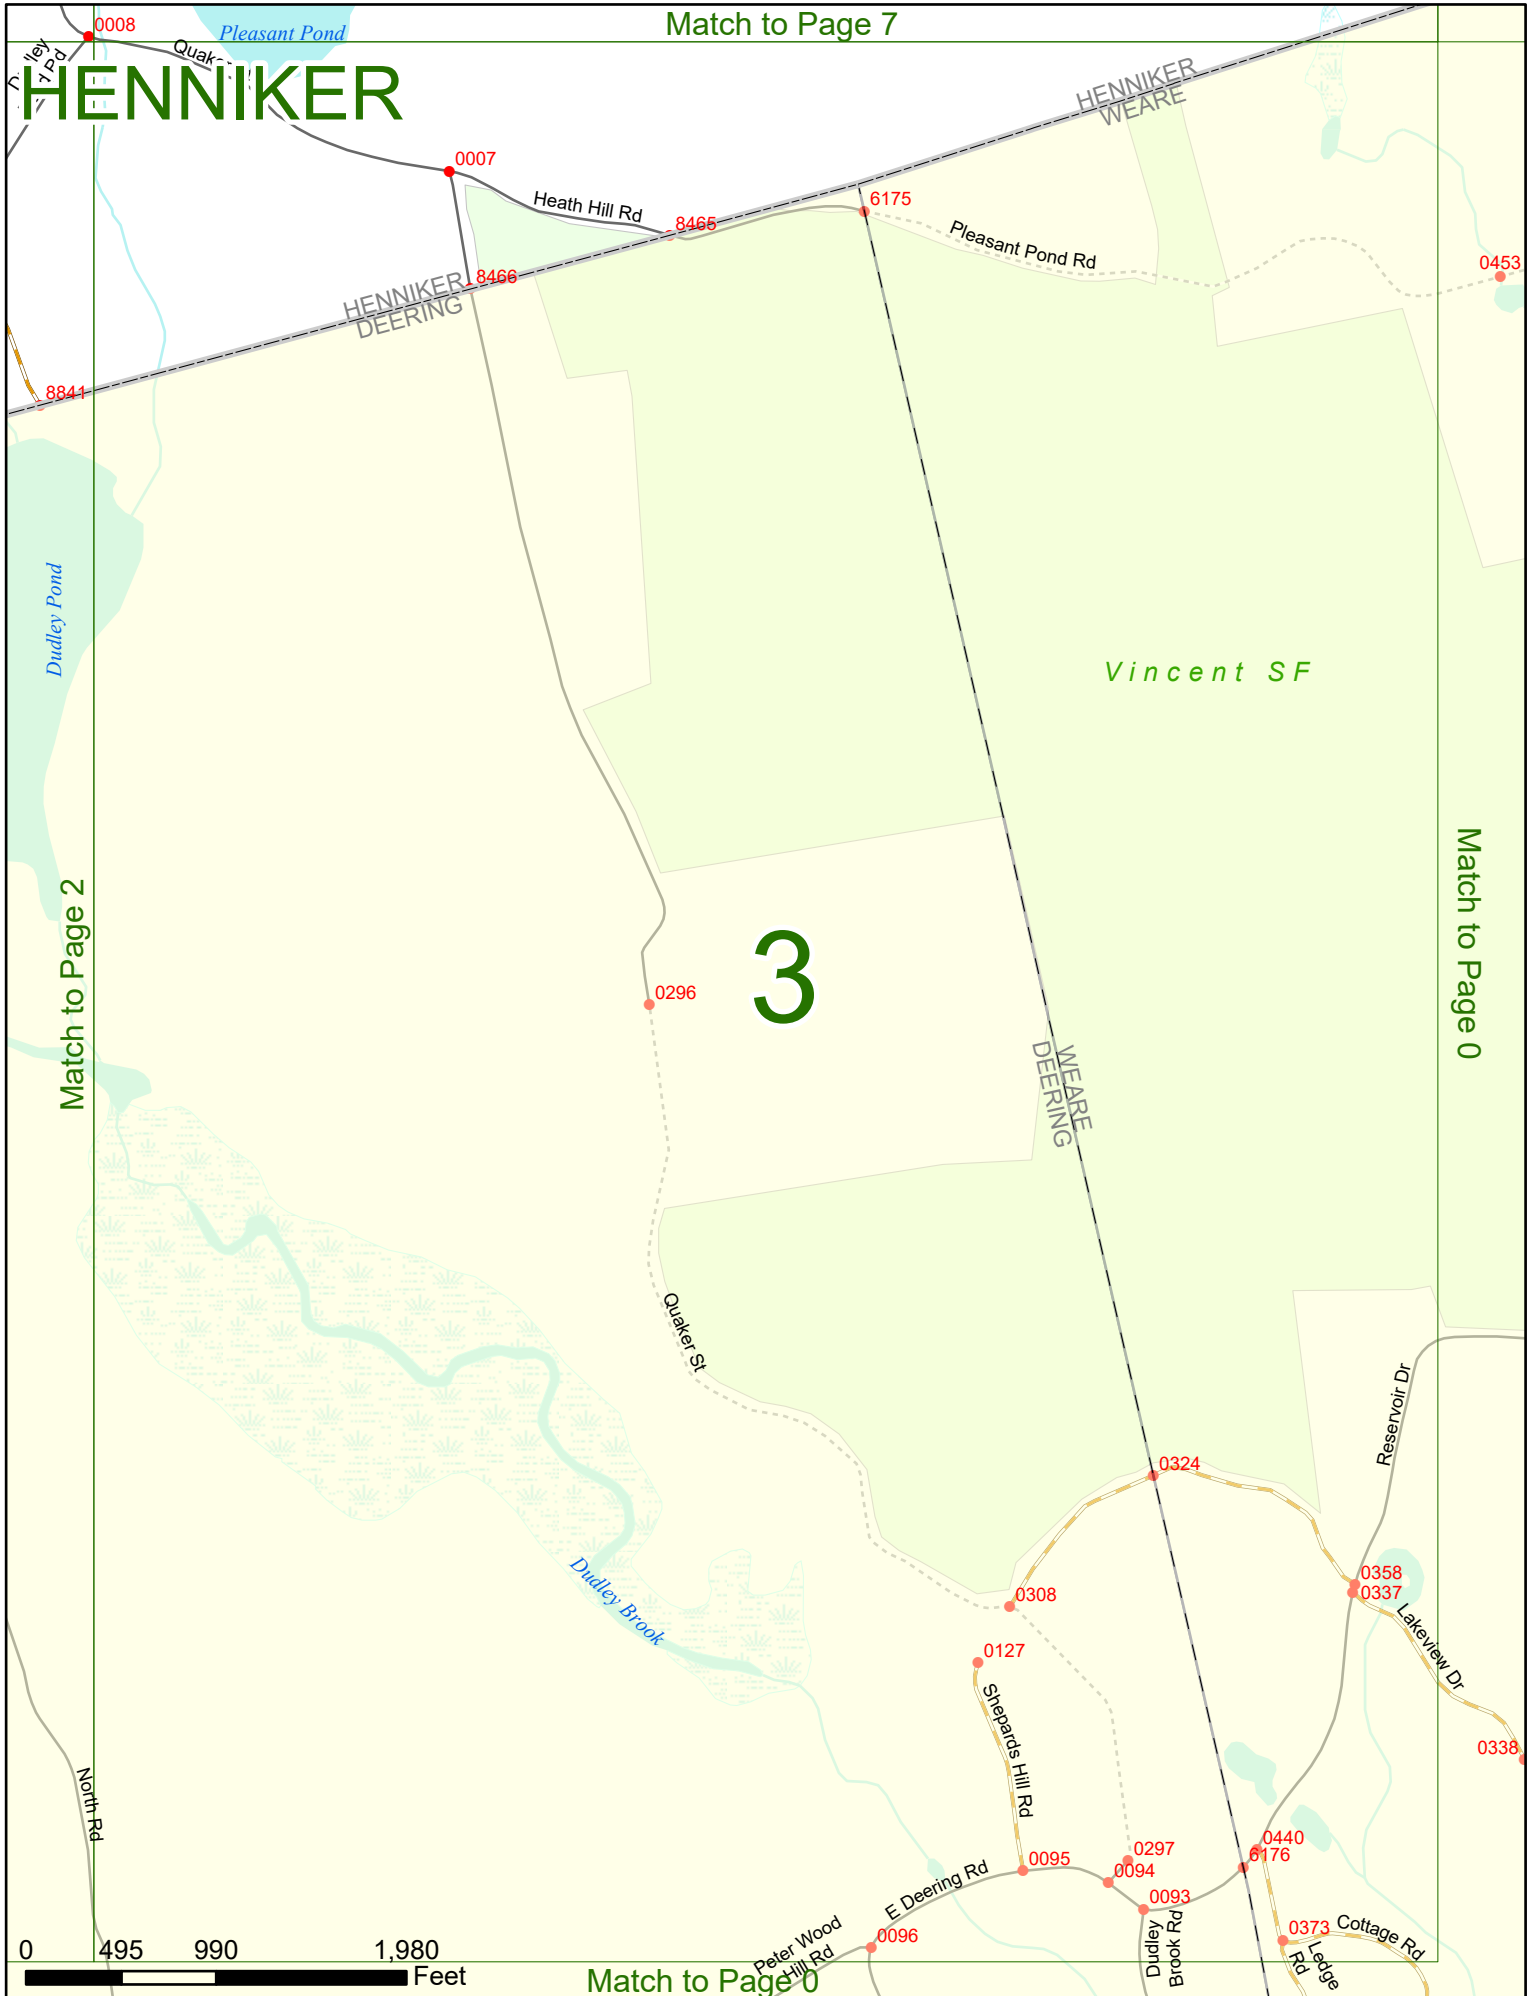 Match to Page 7
0008
Pleasant Pond
HENNIKER
0007
Heath Hill Rd
8465
8466
HENNIKER
WEARE
6175
Pleasant Pond Rd
0453
HENNIKER
DEERING
8841
Dudley Pond
Vincent SF
Match to Page 2
3
Match to Page 0
0296
WEARE
DEERING
Quaker St
Reservoir Dr
0324
0358
0337
Lakeview Dr
0308
Dudley Brook
0127
Shepards Hill Rd
0338
North Rd
0440
6176
0297
0095
0094
0093
E Deering Rd
Peter Wood
Hill Rd
0096
Dudley
Brook Rd
0373
Cottage Rd
Ledge
Rd
0 495 990 1,980
Feet
Match to Page 0